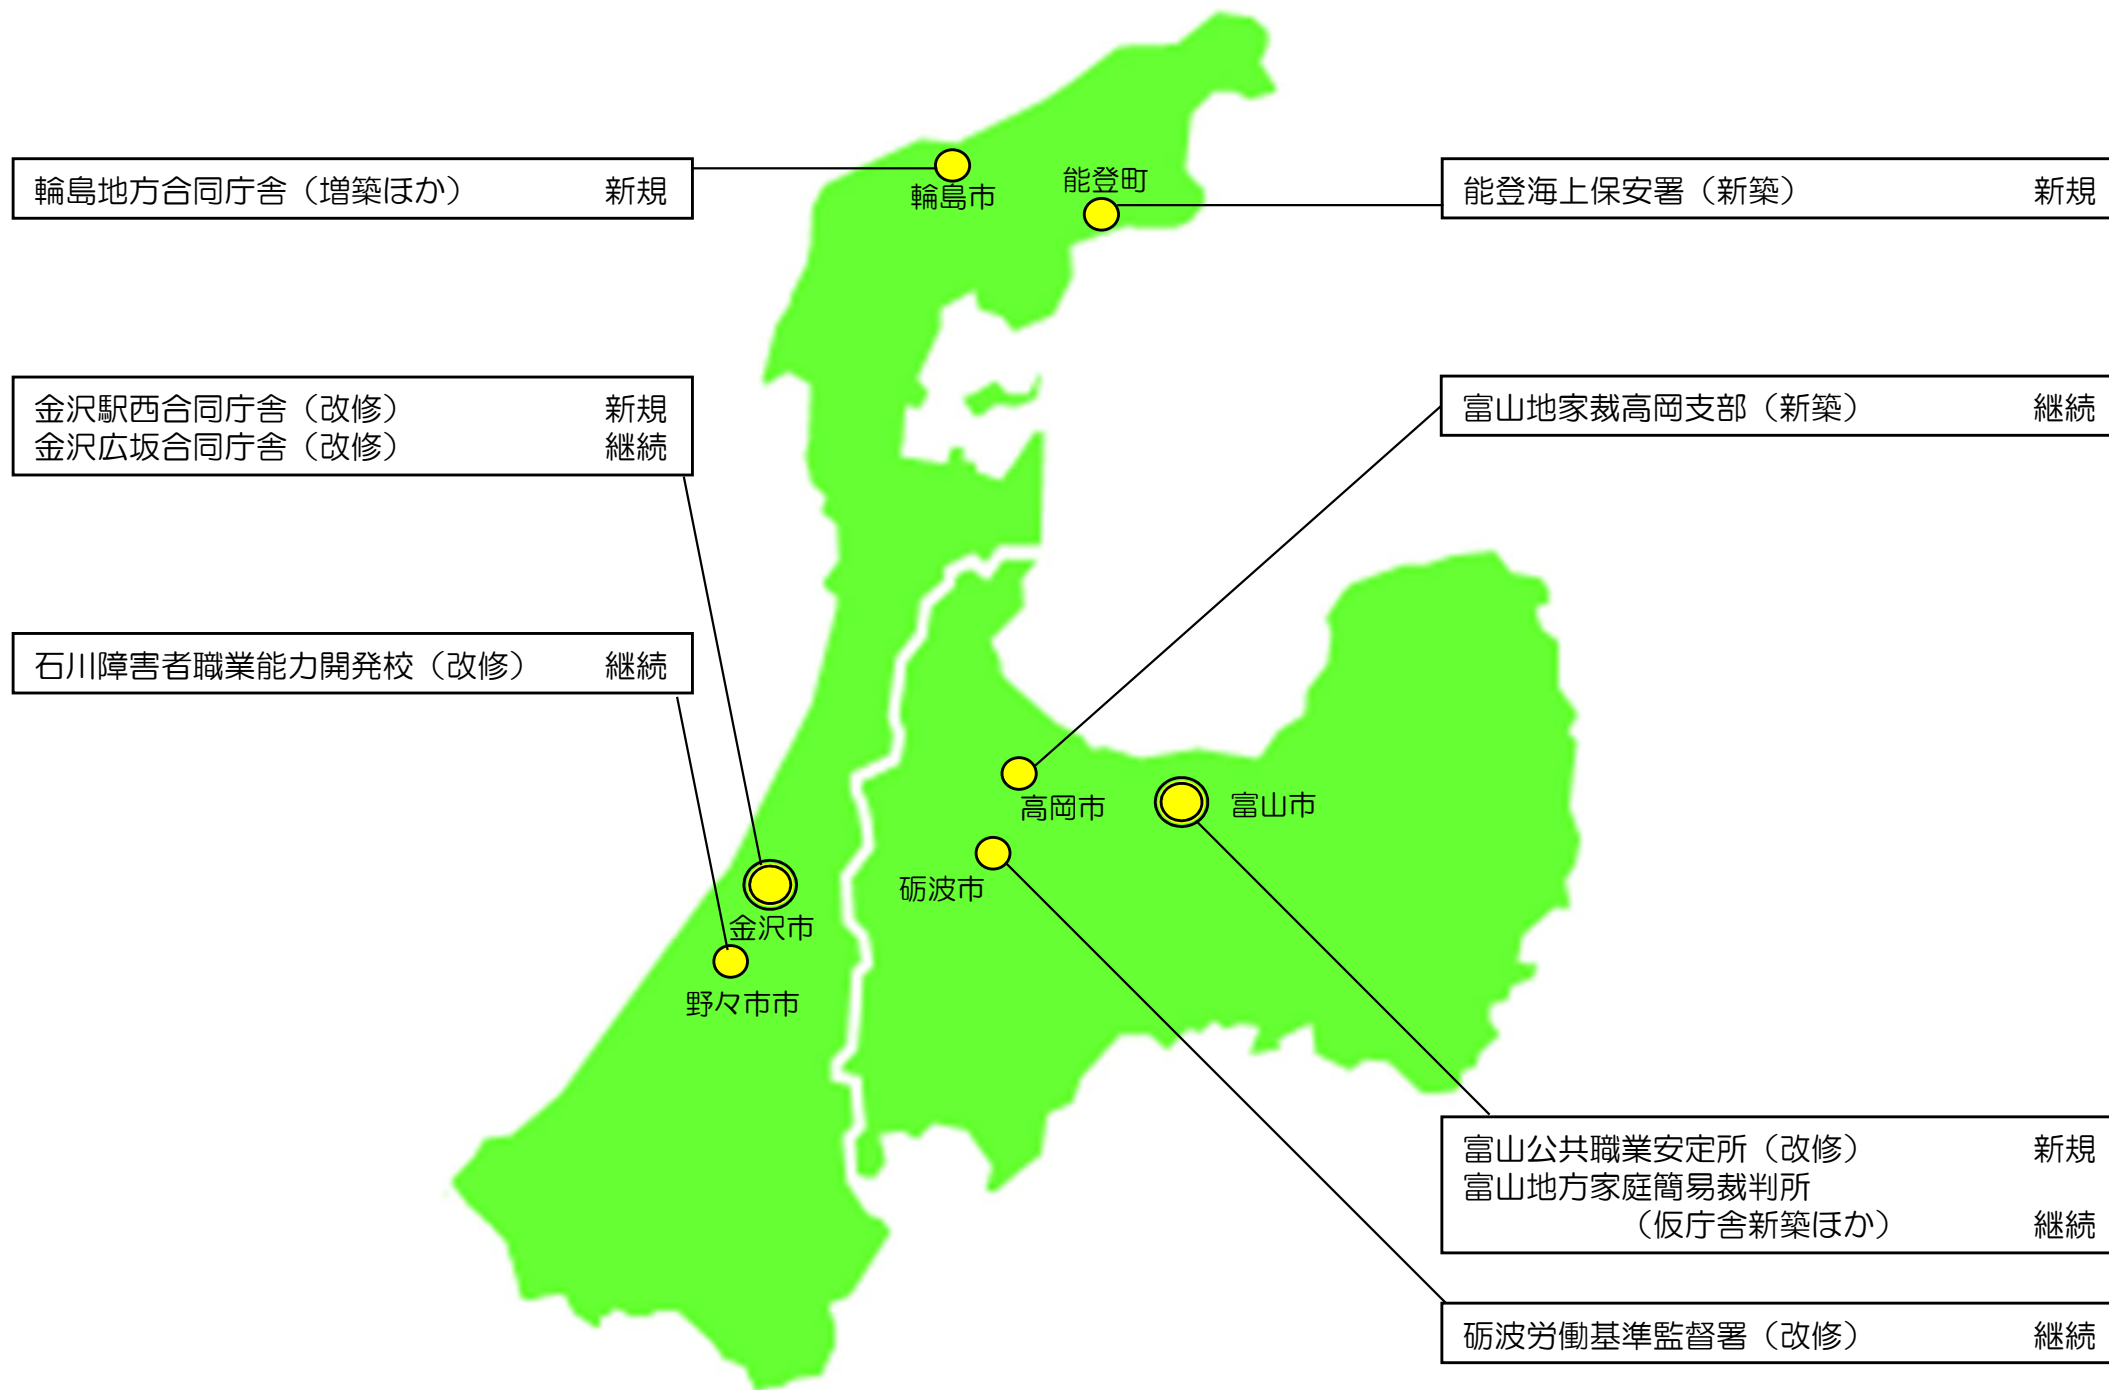 輪島地方合同庁舎（増築ほか） 新規
輪島市
能登町
能登海上保安署（新築） 新規
金沢駅西合同庁舎（改修） 新規
金沢広坂合同庁舎（改修） 継続
富山地家裁高岡支部（新築） 継続
石川障害者職業能力開発校（改修） 継続
高岡市
富山市
砺波市
金沢市
野々市市
富山公共職業安定所（改修） 新規
富山地方家庭簡易裁判所
（仮庁舎新築ほか） 継続
砺波労働基準監督署（改修） 継続